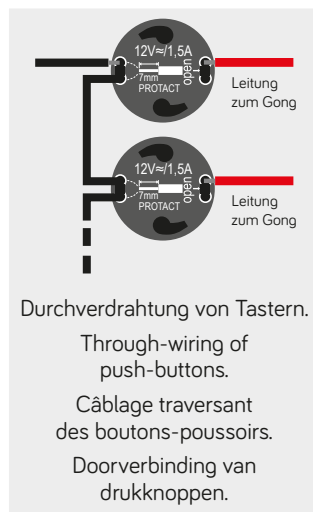 12V≂/1,5A
open
7mm
PROTACT
Leitung
zum Gong
12V≂/1,5A
open
7mm
PROTACT
Leitung
zum Gong
Durchverdrahtung von Tastern.
Through-wiring of
push-buttons.
Câblage traversant
des boutons-poussoirs.
Doorverbinding van
drukknoppen.